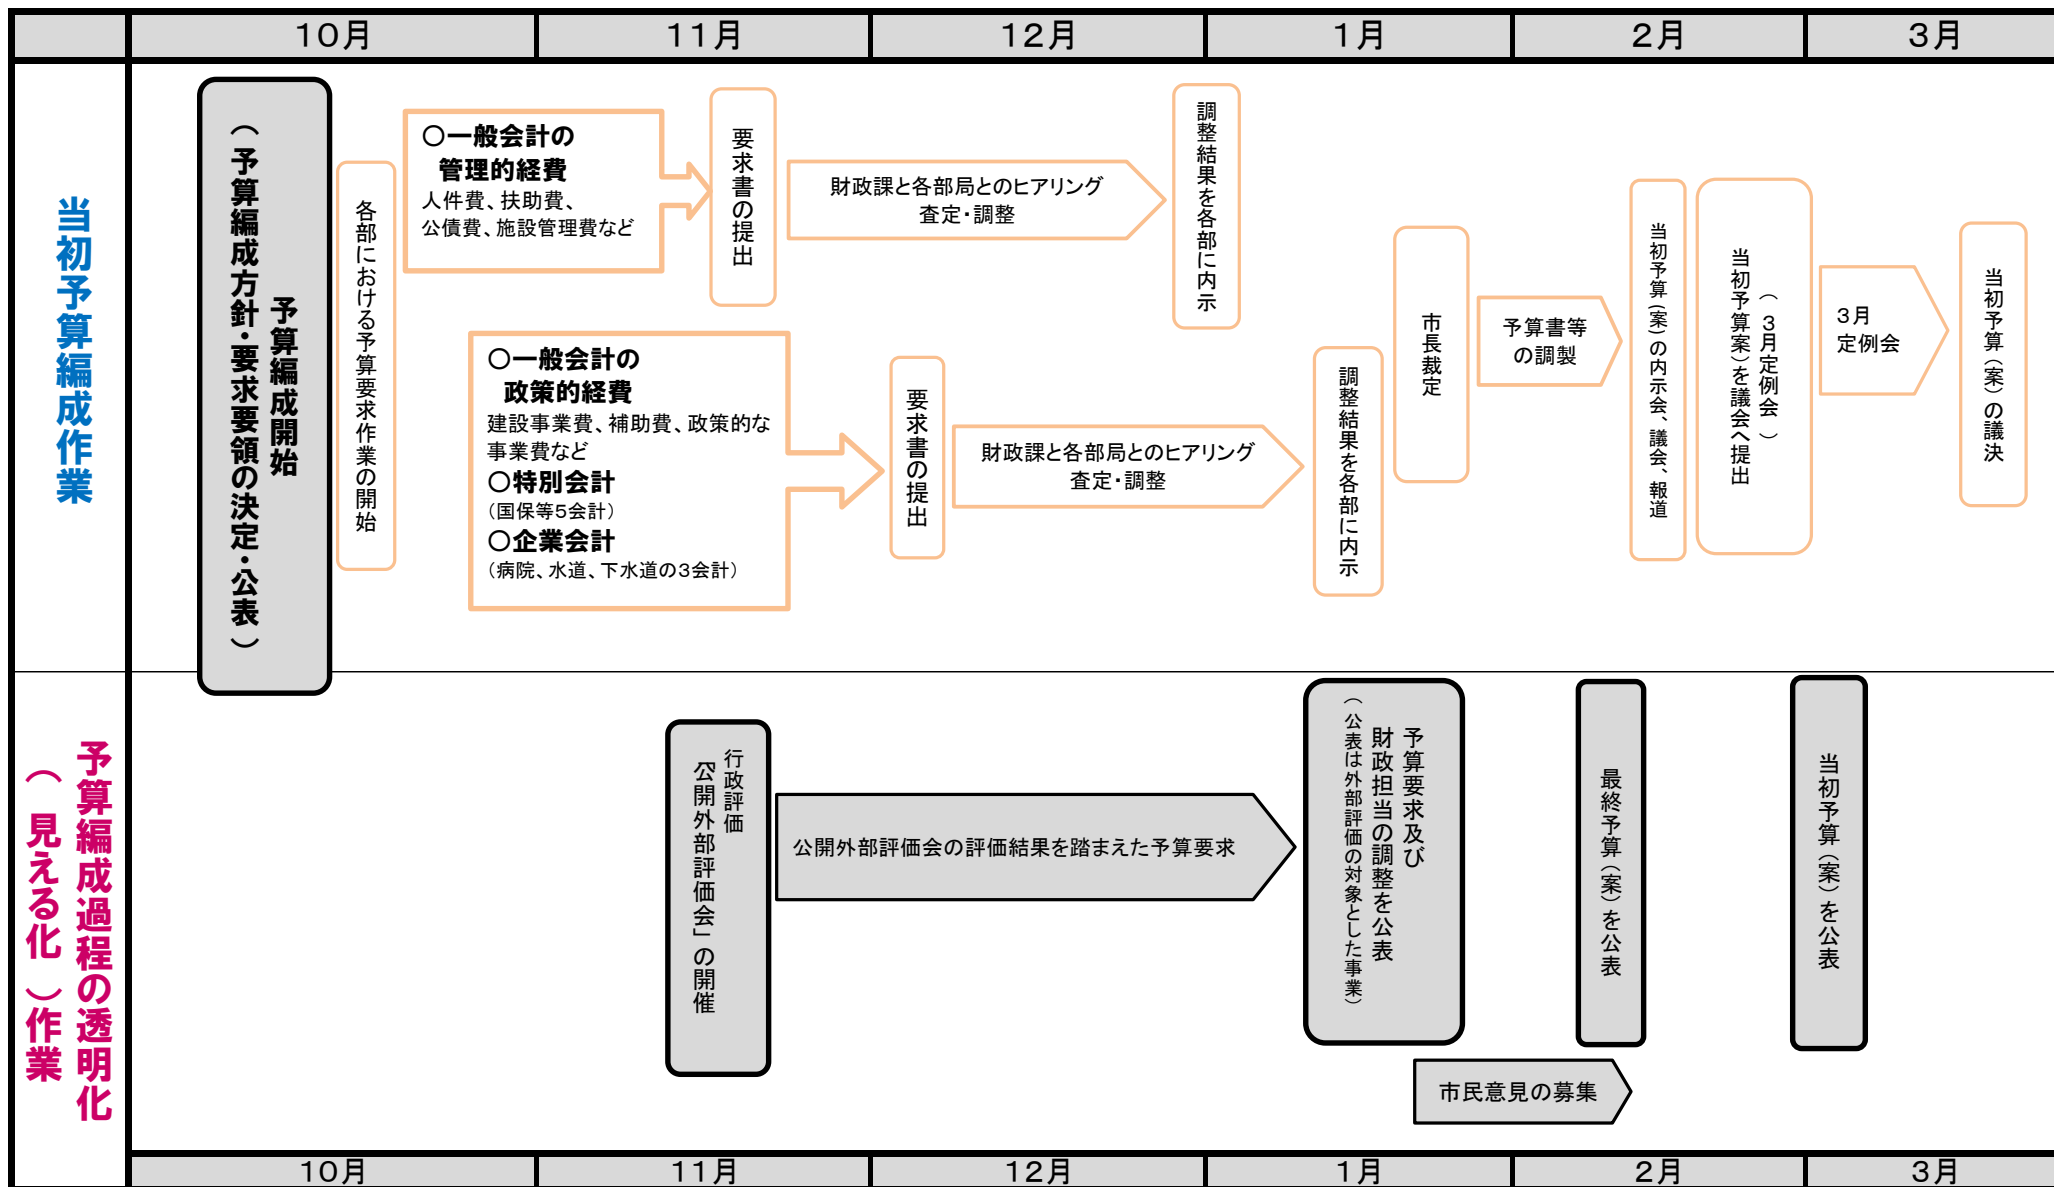 10月
11月
12月
1月
2月
3月
当初予算編成作業
予算編成開始
（予算編成方針・要求要領の決定・公表）
各部における予算要求作業の開始
○一般会計の
管理的経費
人件費、扶助費、
公債費、施設管理費など
要求書の提出
財政課と各部局とのヒアリング
査定・調整
調整結果を各部に内示
○一般会計の
政策的経費
建設事業費、補助費、政策的な
事業費など
○特別会計
（国保等5会計）
○企業会計
（病院、水道、下水道の3会計）
要求書の提出
財政課と各部局とのヒアリング
査定・調整
調整結果を各部に内示
市長裁定
予算書等
の調製
当初予算（案）の内示会、議会、報道
（3月定例会）
当初予算案）を議会へ提出
3月
定例会
当初予算（案）の議決
予算編成過程の透明化
（見える化）作業
行政評価
「公開外部評価会」の開催
公開外部評価会の評価結果を踏まえた予算要求
予算要求及び
財政担当の調整を公表
（公表は外部評価の対象とした事業）
市民意見の募集
最終予算（案）を公表
当初予算（案）を公表
10月
11月
12月
1月
2月
3月